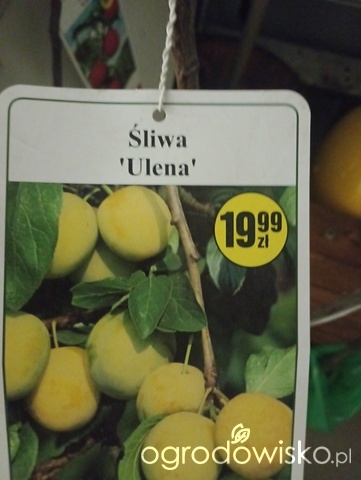 Śliwa
'Ulena'
19 99
zł
ogrodowisko.pl